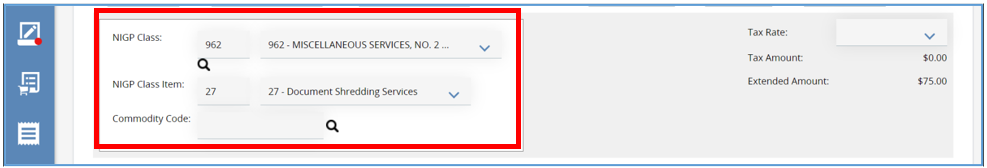 NIGP Class:
962
962 - MISCELLANEOUS SERVICES, NO. 2 ...
NIGP Class Item:
27
27 - Document Shredding Services
Commodity Code:
Tax Rate:
Tax Amount:
$0.00
Extended Amount:
$75.00